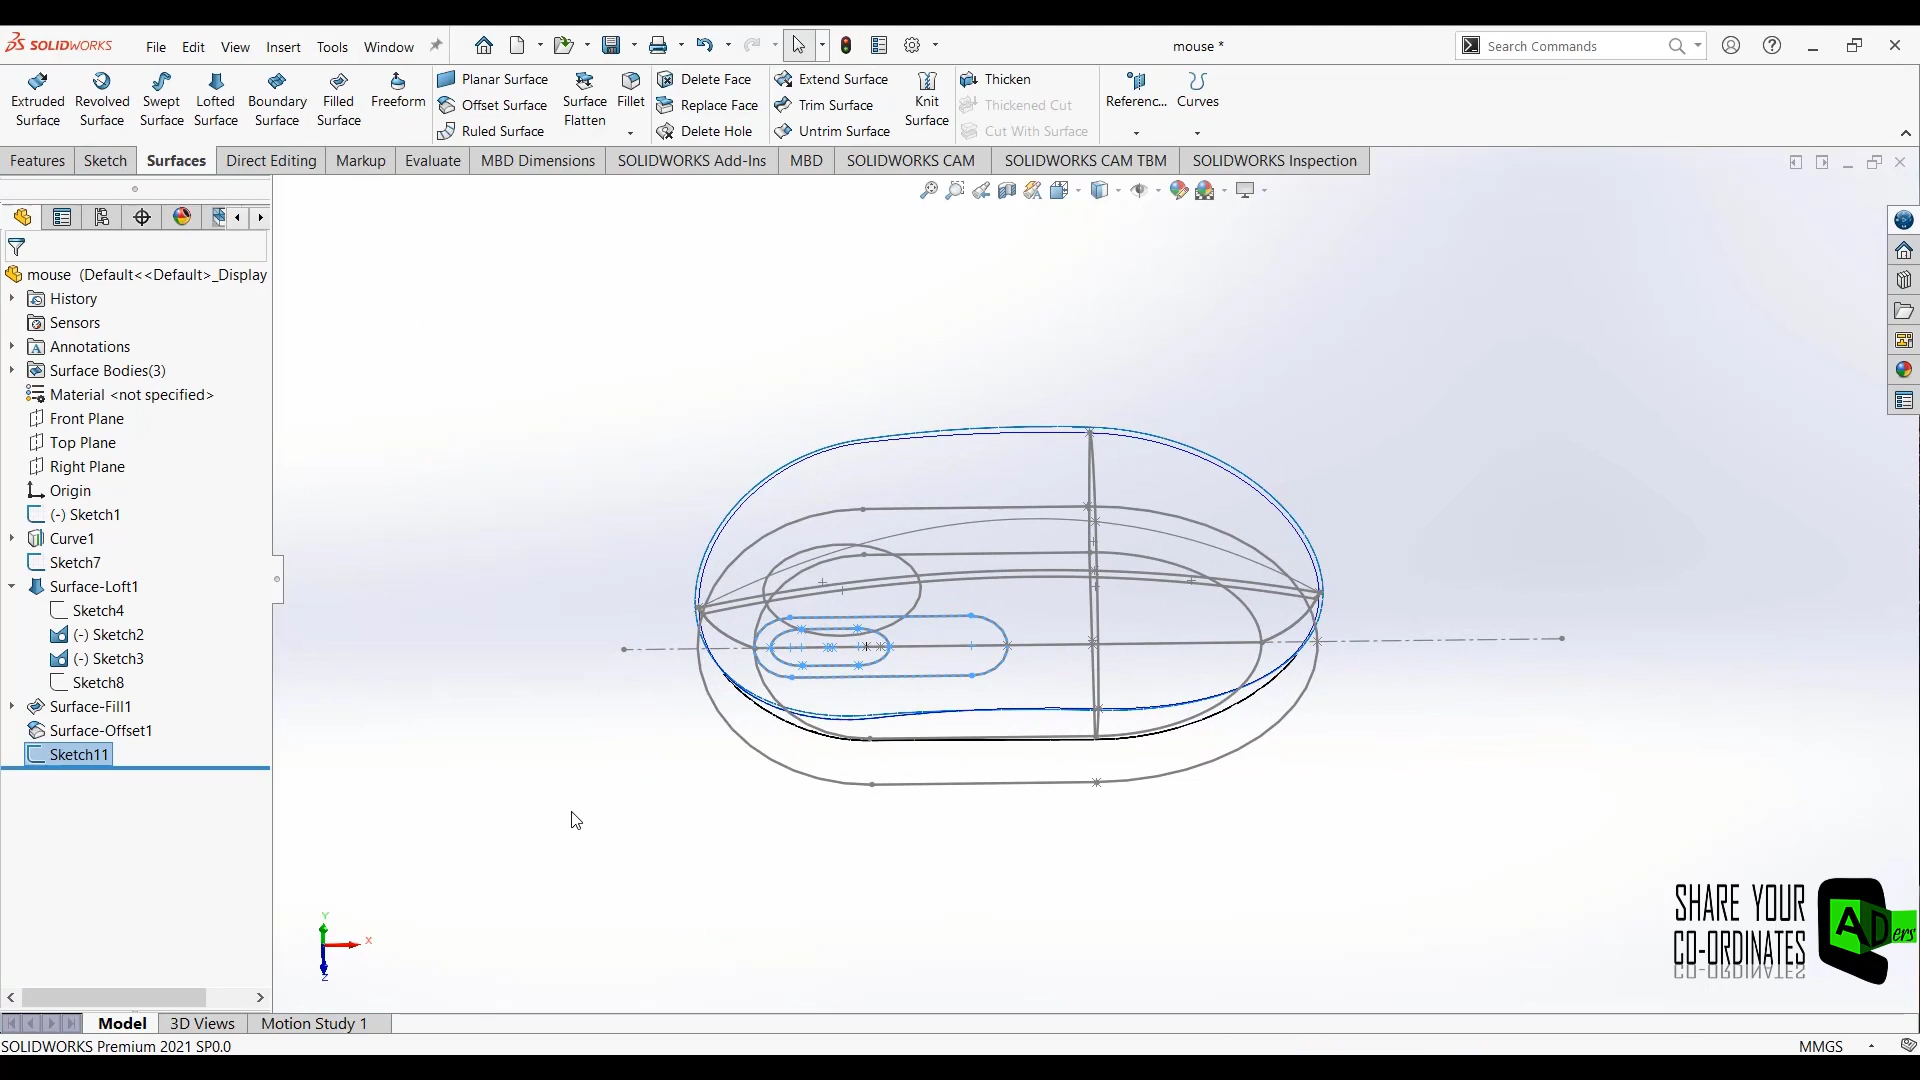 SOLIDWORKS File Edit View Insert Tools Window mouse * Search Commands
Extruded Surface
Revolved Surface
Swept Surface
Lofted Surface
Boundary Surface
Filled Surface
Freeform
Planar Surface
Offset Surface
Ruled Surface
Surface Flatten
Fillet
Delete Face
Replace Face
Delete Hole
Extend Surface
Trim Surface
Untrim Surface
Knit Surface
Thicken
Thickened Cut
Cut With Surface
Referenc...
Curves
Features Sketch Surfaces Direct Editing Markup Evaluate MBD Dimensions SOLIDWORKS Add-Ins MBD SOLIDWORKS CAM SOLIDWORKS CAM TBM SOLIDWORKS Inspection
mouse (Default<<Default>_Display
History
Sensors
Annotations
Surface Bodies(3)
Material <not specified>
Front Plane
Top Plane
Right Plane
Origin
(-) Sketch1
Curve1
Sketch7
Surface-Loft1
Sketch4
(-) Sketch2
(-) Sketch3
Sketch8
Surface-Fill1
Surface-Offset1
Sketch11
Y
X
Z
SHARE YOUR
CO-ORDINATES
CADers
Model 3D Views Motion Study 1
SOLIDWORKS Premium 2021 SP0.0 MMGS